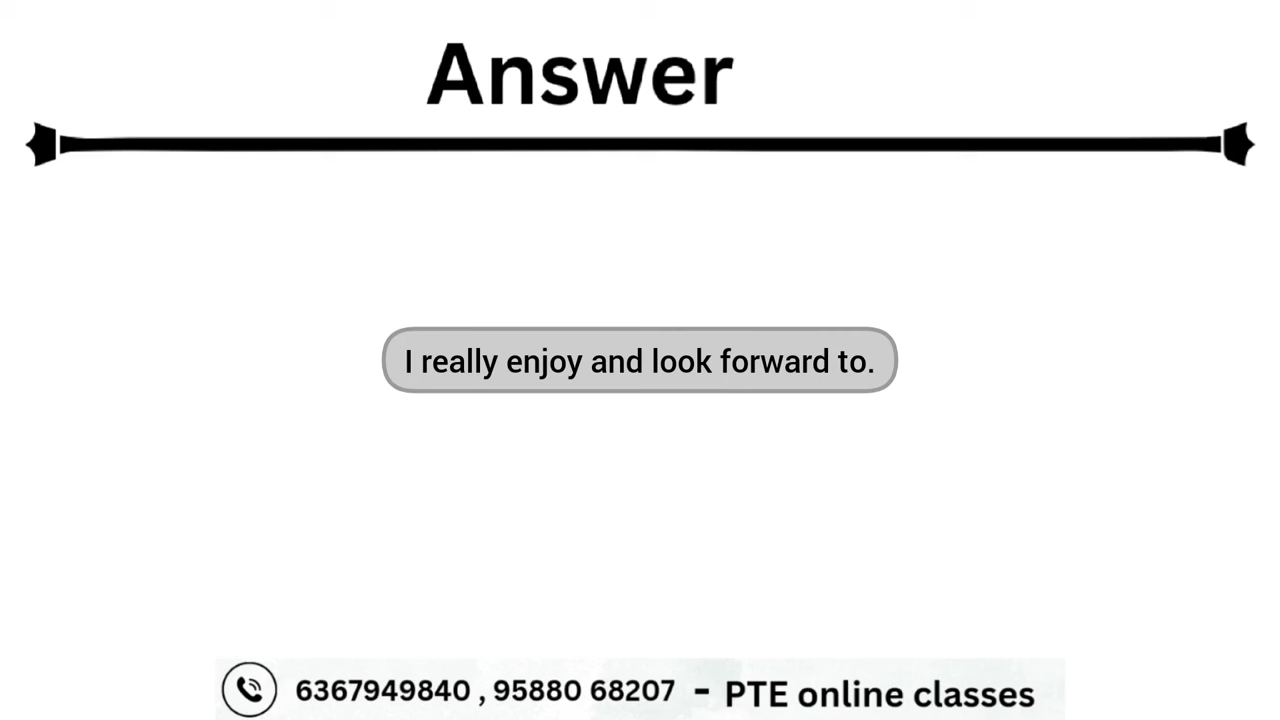 Answer
I really enjoy and look forward to.
6367949840 , 95880 68207 - PTE online classes